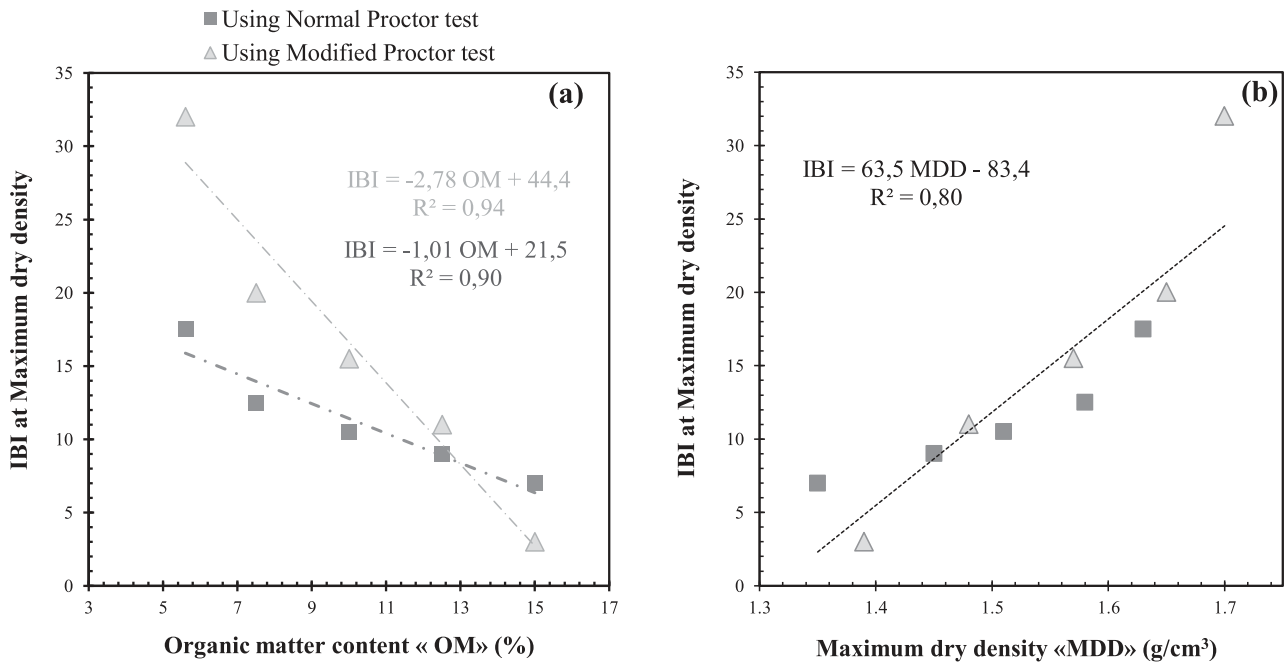 Using Normal Proctor test
Using Modified Proctor test
(a)
IBI at Maximum dry density
35
30
25
20
15
10
5
0
IBI = -2,78 OM + 44,4
R² = 0,94
IBI = -1,01 OM + 21,5
R² = 0,90
3 5 7 9 11 13 15 17
Organic matter content « OM» (%)
(b)
IBI at Maximum dry density
35
30
25
20
15
10
5
0
IBI = 63,5 MDD - 83,4
R² = 0,80
1.3 1.4 1.5 1.6 1.7
Maximum dry density «MDD» (g/cm³)